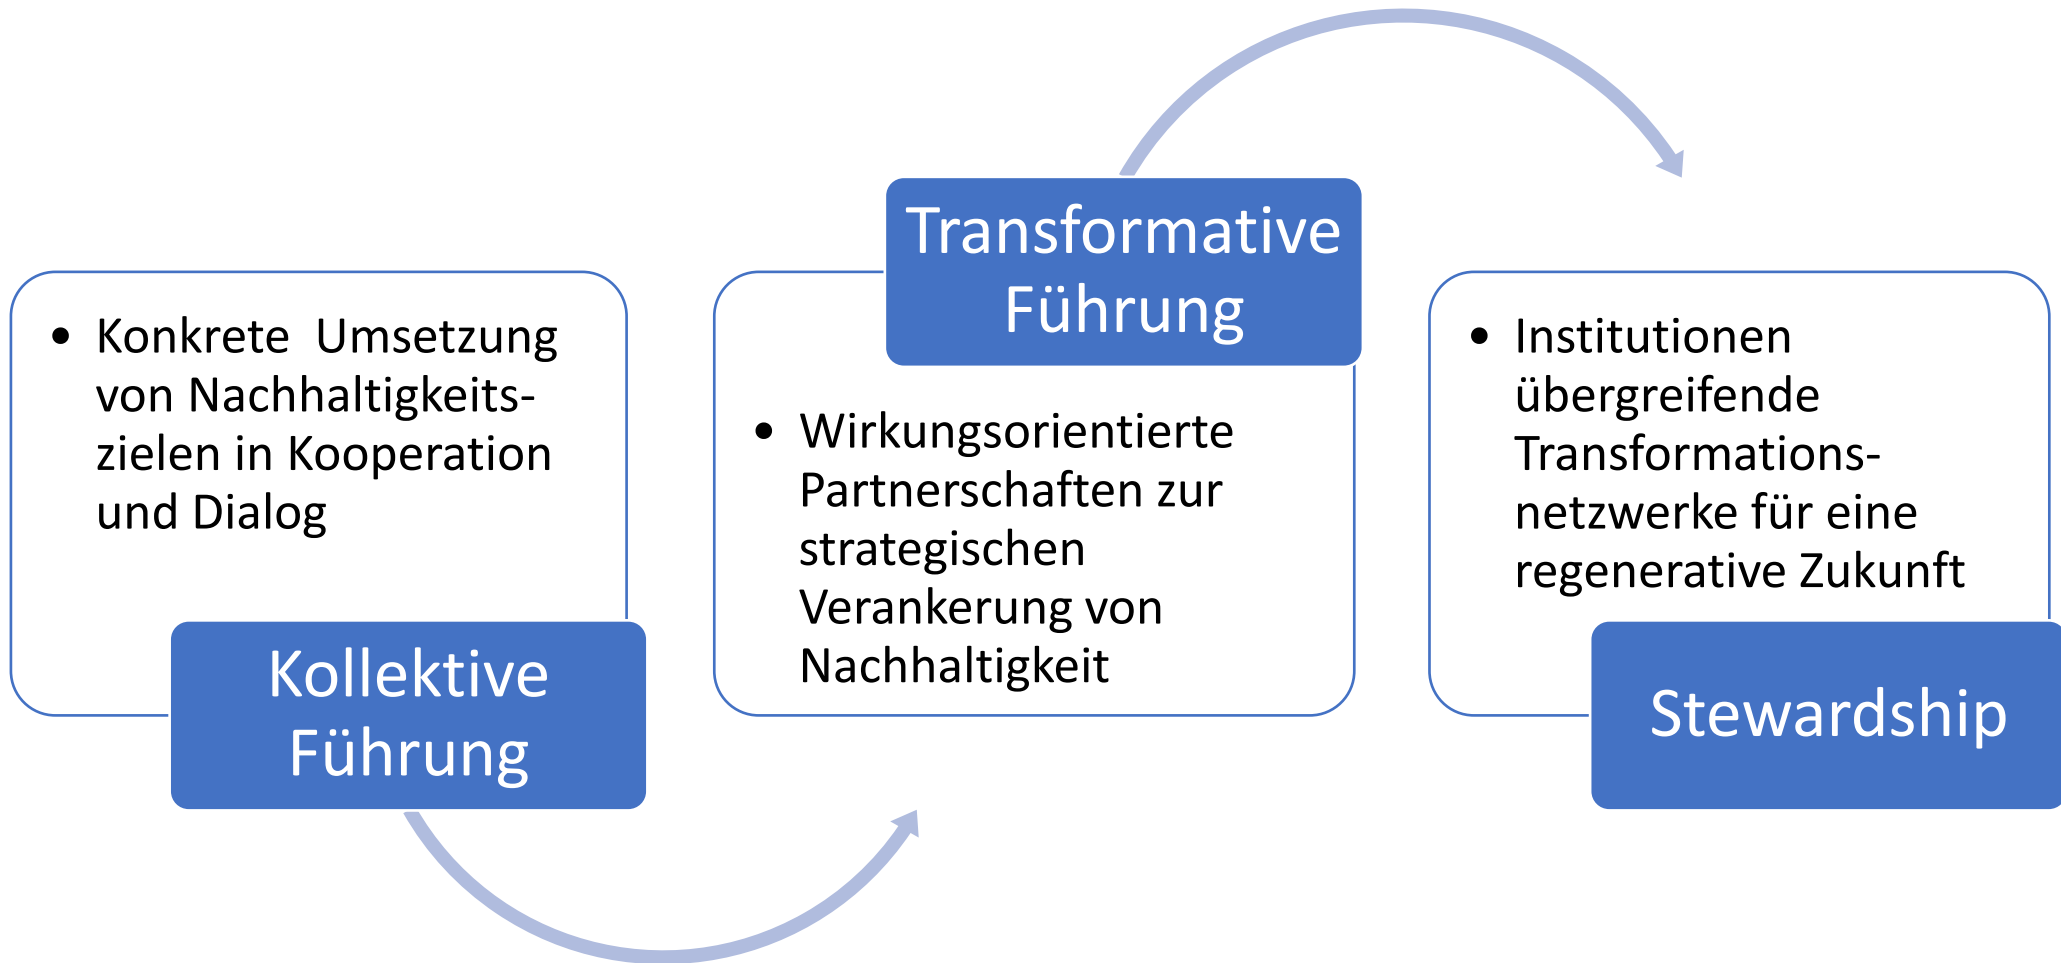 • Konkrete  Umsetzung
von Nachhaltigkeits-
zielen in Kooperation
und Dialog
Kollektive
Führung
Transformative
Führung
• Wirkungsorientierte
Partnerschaften zur
strategischen
Verankerung von
Nachhaltigkeit
• Institutionen
übergreifende
Transformations-
netzwerke für eine
regenerative Zukunft
Stewardship